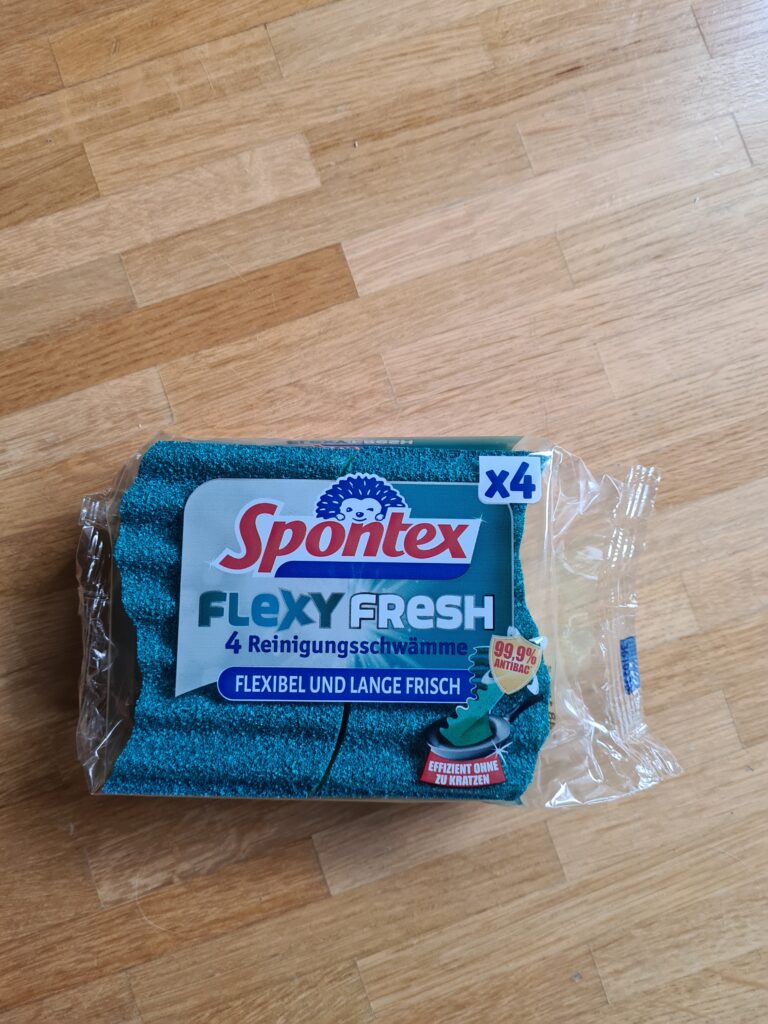 x4
Spontex
FLEXY FRESH
4 Reinigungsschwämme
FLEXIBEL UND LANGE FRISCH
99,9%
ANTIBAC
EFFIZIENT OHNE
ZU KRATZEN